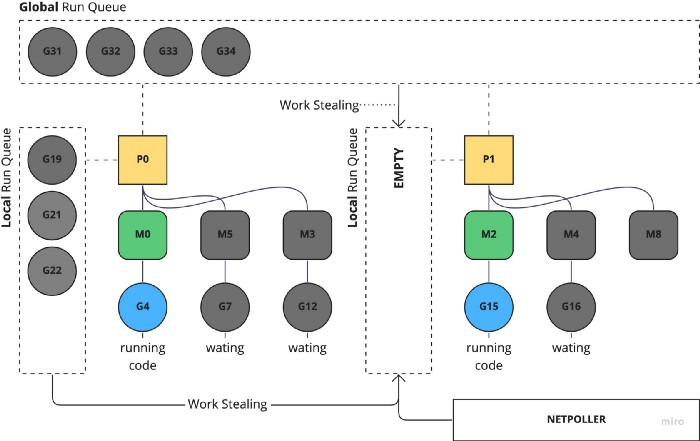 Global Run Queue
G31 G32 G33 G34
Work Stealing
Local Run Queue
G19
G21
G22
P0
M0 M5 M3
G4 G7 G12
running
code
wating
wating
Local Run Queue
EMPTY
P1
M2 M4 M8
G15 G16
running
code
wating
Work Stealing
NETPOLLER
miro